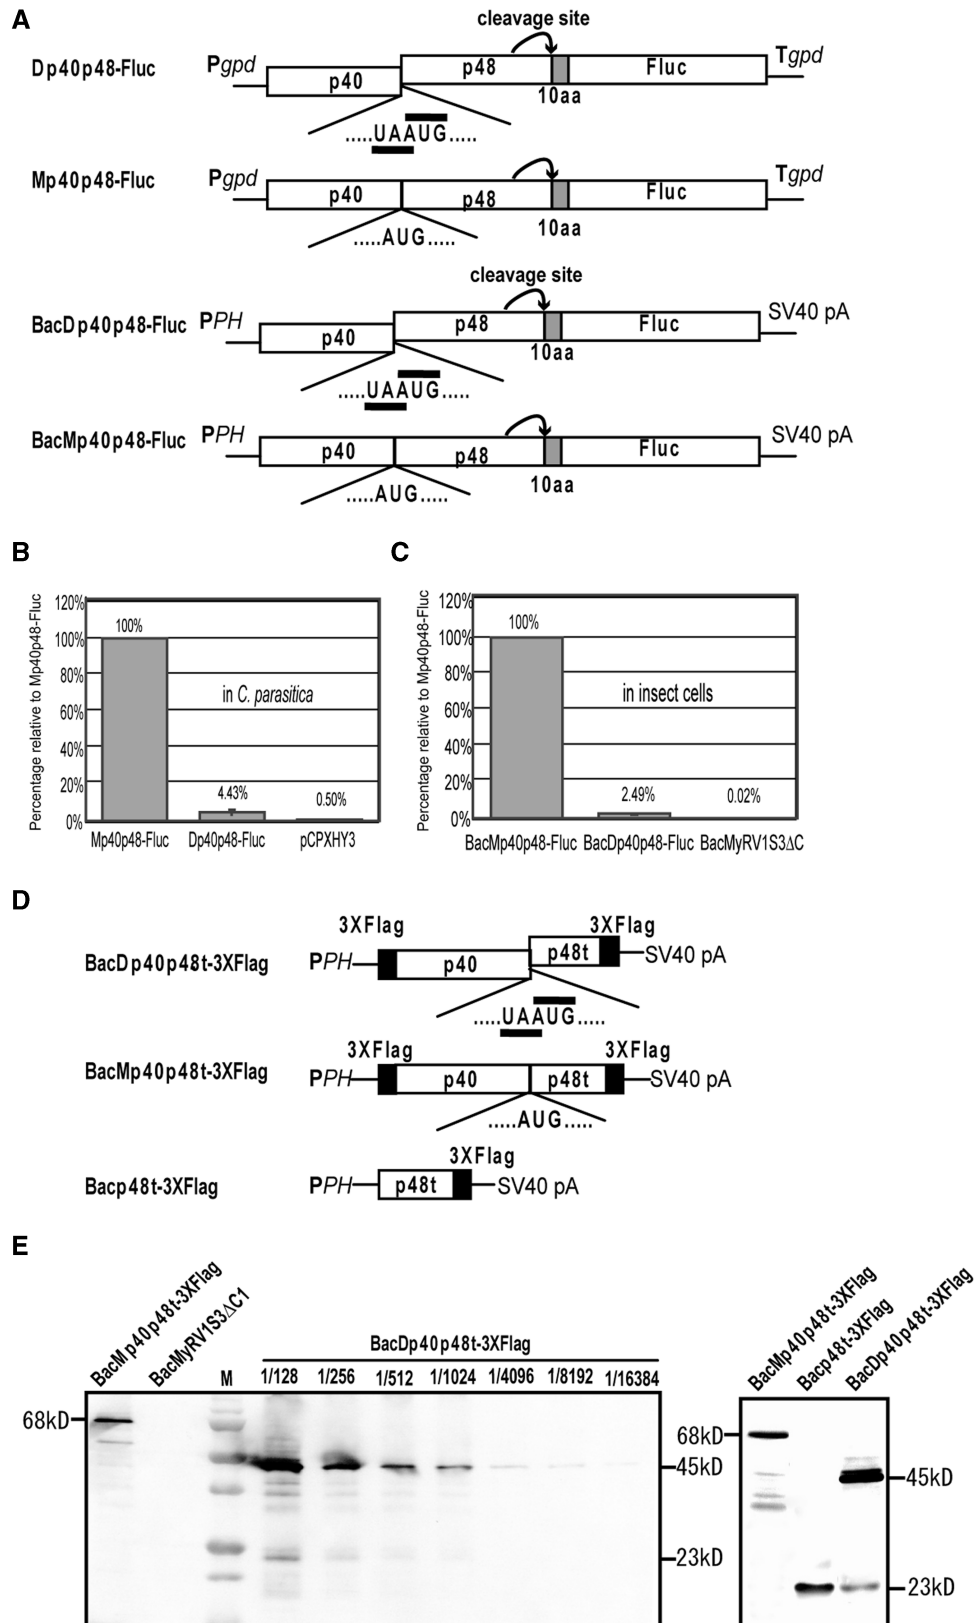 A
cleavage site
Dp40p48-Fluc Pgpd p40 p48 Fluc Tgpd
10aa
.....UAAUG.....
Mp40p48-Fluc Pgpd p40 p48 Fluc Tgpd
10aa
.....AUG.....
cleavage site
BacDp40p48-Fluc PPH p40 p48 Fluc SV40 pA
10aa
.....UAAUG.....
BacMp40p48-Fluc PPH p40 p48 Fluc SV40 pA
10aa
.....AUG.....
B
Percentage relative to Mp40p48-Fluc
120%
100%
80%
60%
40%
20%
0%
100%
in C. parasitica
4.43%
0.50%
Mp40p48-Fluc Dp40p48-Fluc pCPXHY3
C
Percentage relative to Mp40p48-Fluc
120%
100%
80%
60%
40%
20%
0%
100%
in insect cells
2.49%
0.02%
BacMp40p48-Fluc BacDp40p48-Fluc BacMyRV1S3ΔC
D
3XFlag 3XFlag
BacDp40p48t-3XFlag PPH p40 p48t SV40 pA
.....UAAUG.....
3XFlag 3XFlag
BacMp40p48t-3XFlag PPH p40 p48t SV40 pA
.....AUG.....
3XFlag
Bacp48t-3XFlag PPH p48t SV40 pA
E
BacMp40p48t-3XFlag
BacMyRV1S3ΔC1
M
BacDp40p48t-3XFlag
1/128 1/256 1/512 1/1024 1/4096 1/8192 1/16384
68kD
45kD
23kD
BacMp40p48t-3XFlag
Bacp48t-3XFlag
BacDp40p48t-3XFlag
68kD
45kD
23kD